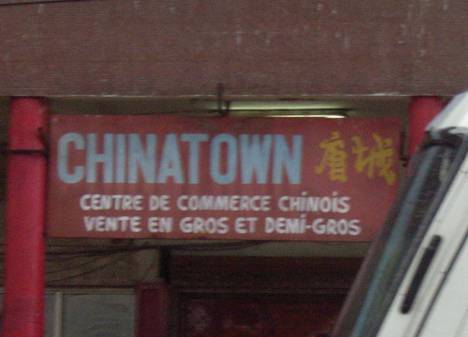 CHINATOWN 唐城
CENTRE DE COMMERCE CHINOIS
VENTE EN GROS ET DEMI-GROS